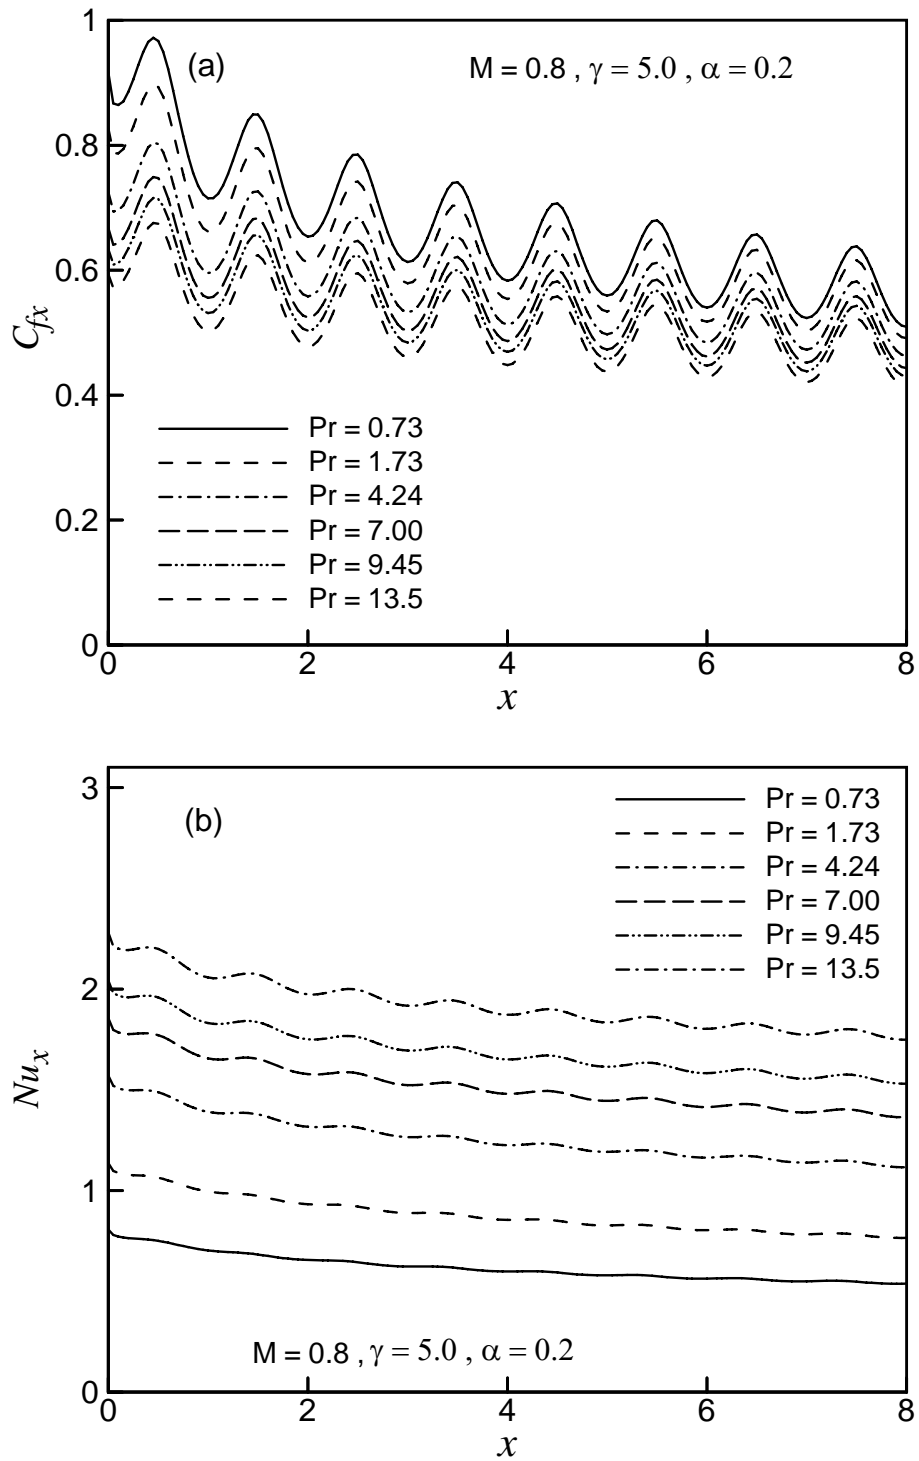 1
(a)
M = 0.8 , γ = 5.0 , α = 0.2
0.8
0.6
C_fx
0.4
Pr = 0.73
Pr = 1.73
Pr = 4.24
0.2
Pr = 7.00
Pr = 9.45
Pr = 13.5
0
0 2 4 6 8
x
3
(b)
Pr = 0.73
Pr = 1.73
Pr = 4.24
Pr = 7.00
Pr = 9.45
Pr = 13.5
2
Nu_x
1
M = 0.8 , γ = 5.0 , α = 0.2
0
0 2 4 6 8
x